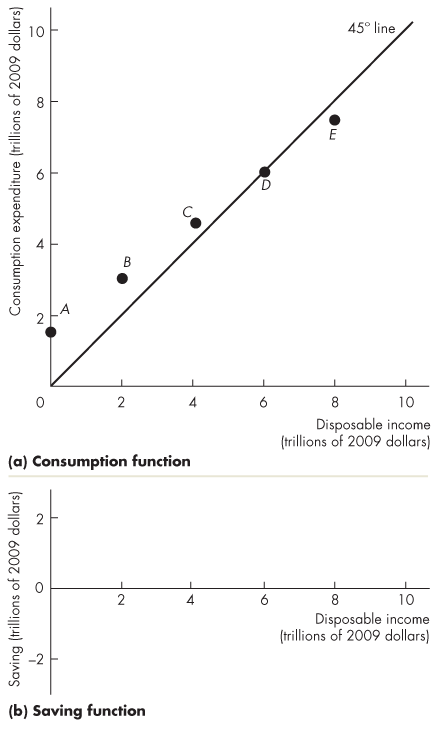 Consumption expenditure (trillions of 2009 dollars)
10
8
6
4
2
0
45° line
A
B
C
D
E
2 4 6 8 10
Disposable income
(trillions of 2009 dollars)
(a) Consumption function
Saving (trillions of 2009 dollars)
2
0
–2
2 4 6 8 10
Disposable income
(trillions of 2009 dollars)
(b) Saving function